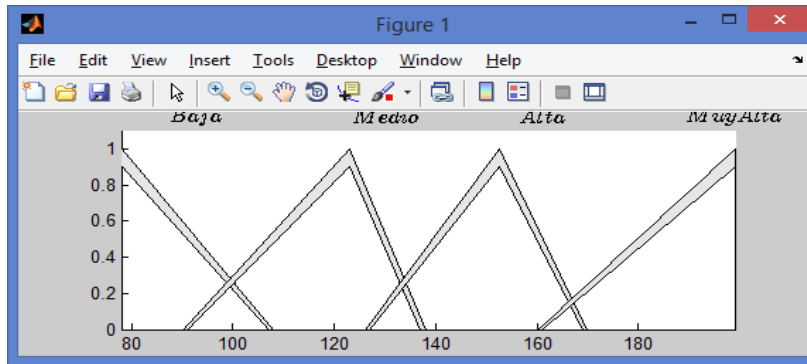 Figure 1
File Edit View Insert Tools Desktop Window Help
Baja Medio Alta MuyAlta
1
0.8
0.6
0.4
0.2
0
80 100 120 140 160 180